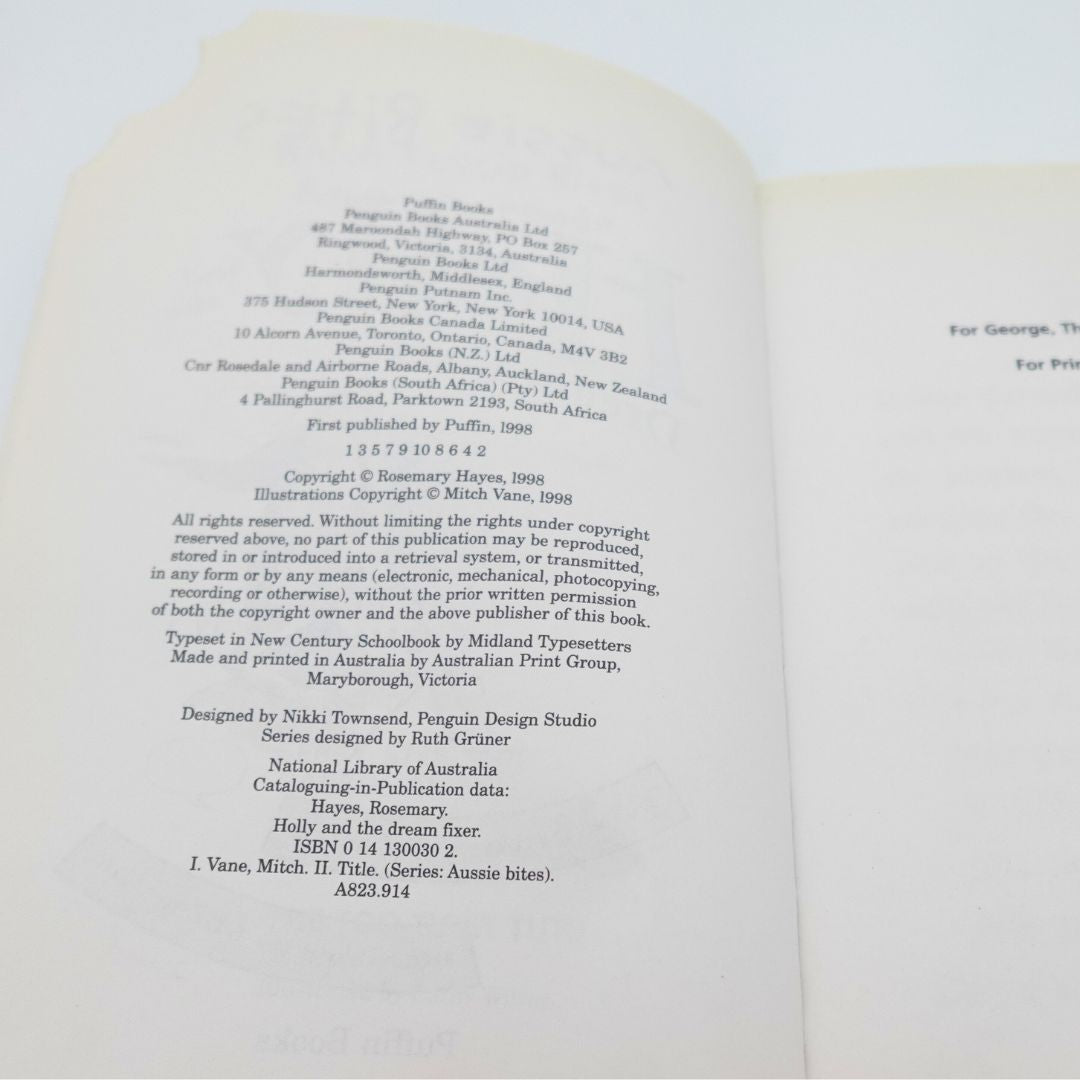 Puffin Books
Penguin Books Australia Ltd
487 Maroondah Highway, PO Box 257
Ringwood, Victoria, 3134, Australia
Penguin Books Ltd
Harmondsworth, Middlesex, England
Penguin Putnam Inc.
375 Hudson Street, New York, New York 10014, USA
Penguin Books Canada Limited
10 Alcorn Avenue, Toronto, Ontario, Canada, M4V 3B2
Penguin Books (N.Z.) Ltd
Cnr Rosedale and Airborne Roads, Albany, Auckland, New Zealand
Penguin Books (South Africa) (Pty) Ltd
4 Pallinghurst Road, Parktown 2193, South Africa
First published by Puffin, 1998
1 3 5 7 9 10 8 6 4 2
Copyright © Rosemary Hayes, 1998
Illustrations Copyright © Mitch Vane, 1998
All rights reserved. Without limiting the rights under copyright
reserved above, no part of this publication may be reproduced,
stored in or introduced into a retrieval system, or transmitted,
in any form or by any means (electronic, mechanical, photocopying,
recording or otherwise), without the prior written permission
of both the copyright owner and the above publisher of this book.
Typeset in New Century Schoolbook by Midland Typesetters
Made and printed in Australia by Australian Print Group,
Maryborough, Victoria
Designed by Nikki Townsend, Penguin Design Studio
Series designed by Ruth Grüner
National Library of Australia
Cataloguing-in-Publication data:
Hayes, Rosemary.
Holly and the dream fixer.
ISBN 0 14 130030 2.
I. Vane, Mitch. II. Title. (Series: Aussie bites).
A823.914
For George, Th
For Prin